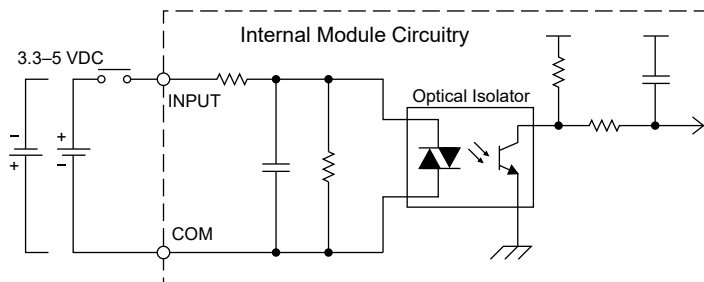 Internal Module Circuitry
3.3–5 VDC
INPUT
Optical Isolator
–
+
+
–
COM